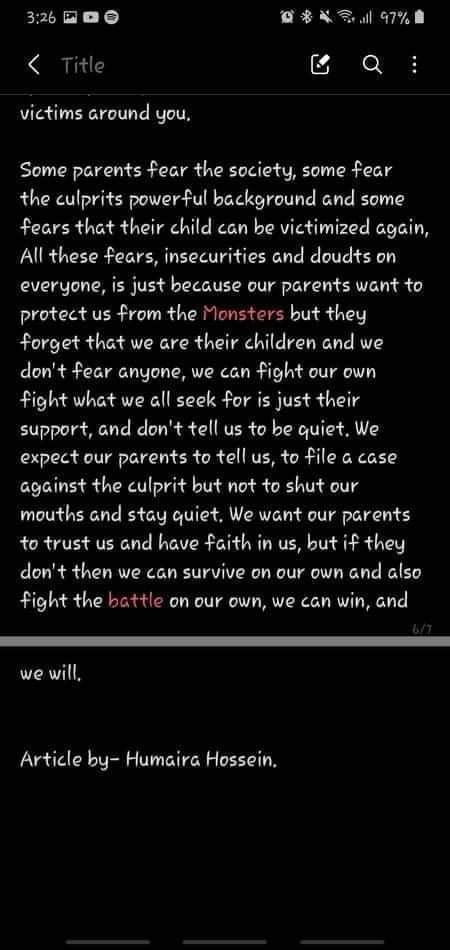 3:26 97%
Title
victims around you.
Some parents fear the society, some fear
the culprits powerful background and some
fears that their child can be victimized again,
All these fears, insecurities and doudts on
everyone, is just because our parents want to
protect us from the Monsters but they
forget that we are their children and we
don't fear anyone, we can fight our own
fight what we all seek for is just their
support, and don't tell us to be quiet. We
expect our parents to tell us, to file a case
against the culprit but not to shut our
mouths and stay quiet. We want our parents
to trust us and have faith in us, but if they
don't then we can survive on our own and also
fight the battle on our own, we can win, and
6/7
we will.
Article by- Humaira Hossein.